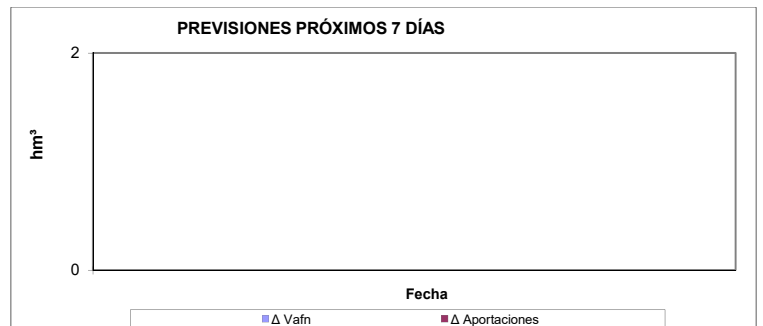 PREVISIONES PRÓXIMOS 7 DÍAS
2
hm³
0
Fecha
Δ Vafn
Δ Aportaciones